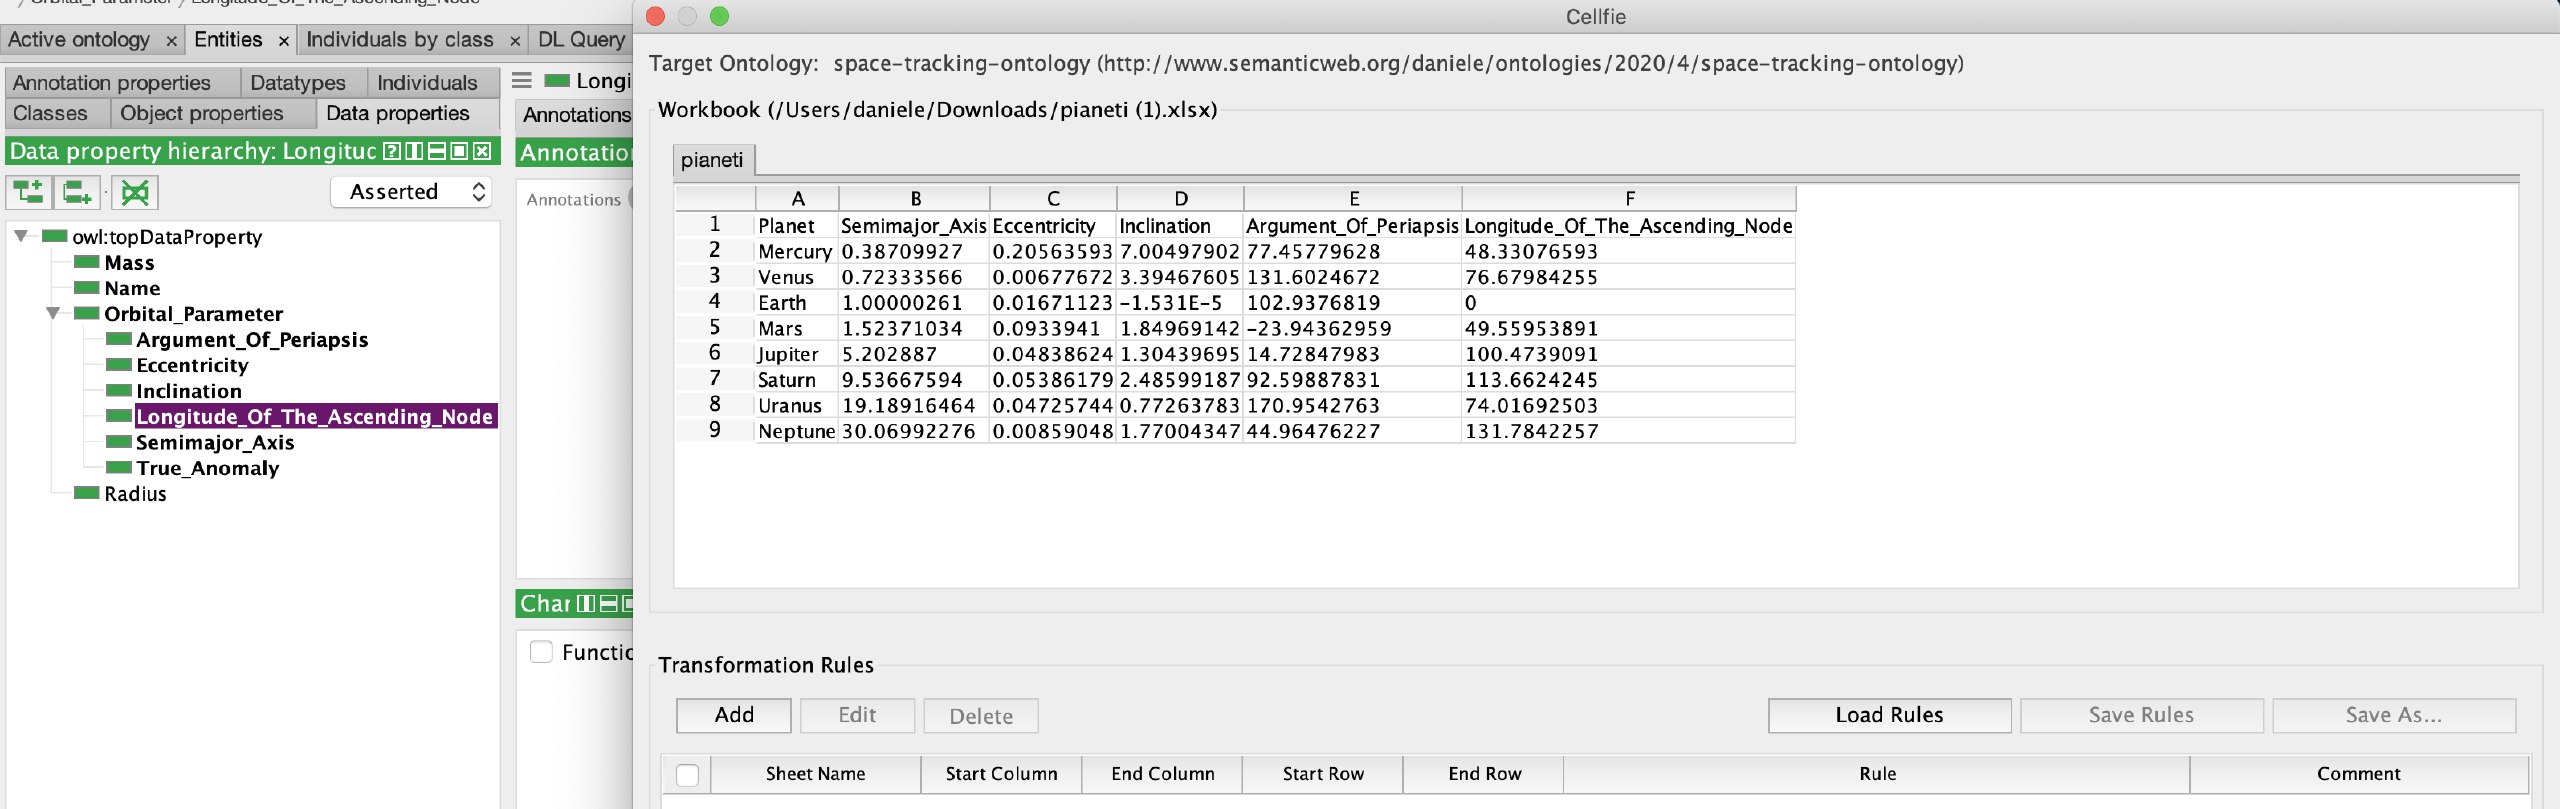 / Orbital_Parameter / Longitude_Of_The_Ascending_Node
Active ontology × Entities × Individuals by class × DL Query
Annotation properties Datatypes Individuals
Classes Object properties Data properties
Data property hierarchy: Longituc
Asserted
owl:topDataProperty
Mass
Name
Orbital_Parameter
Argument_Of_Periapsis
Eccentricity
Inclination
Longitude_Of_The_Ascending_Node
Semimajor_Axis
True_Anomaly
Radius
Longi
Annotations
Annotation
Annotations
Char
Functio
Cellfie
Target Ontology: space-tracking-ontology (http://www.semanticweb.org/daniele/ontologies/2020/4/space-tracking-ontology)
Workbook (/Users/daniele/Downloads/pianeti (1).xlsx)
pianeti
A B C D E F
1 Planet Semimajor_Axis Eccentricity Inclination Argument_Of_Periapsis Longitude_Of_The_Ascending_Node
2 Mercury 0.38709927 0.20563593 7.00497902 77.45779628 48.33076593
3 Venus 0.72333566 0.00677672 3.39467605 131.6024672 76.67984255
4 Earth 1.00000261 0.01671123 -1.531E-5 102.9376819 0
5 Mars 1.52371034 0.0933941 1.84969142 -23.94362959 49.55953891
6 Jupiter 5.202887 0.04838624 1.30439695 14.72847983 100.4739091
7 Saturn 9.53667594 0.05386179 2.48599187 92.59887831 113.6624245
8 Uranus 19.18916464 0.04725744 0.77263783 170.9542763 74.01692503
9 Neptune 30.06992276 0.00859048 1.77004347 44.96476227 131.7842257
Transformation Rules
Add Edit Delete Load Rules Save Rules Save As...
Sheet Name Start Column End Column Start Row End Row Rule Comment